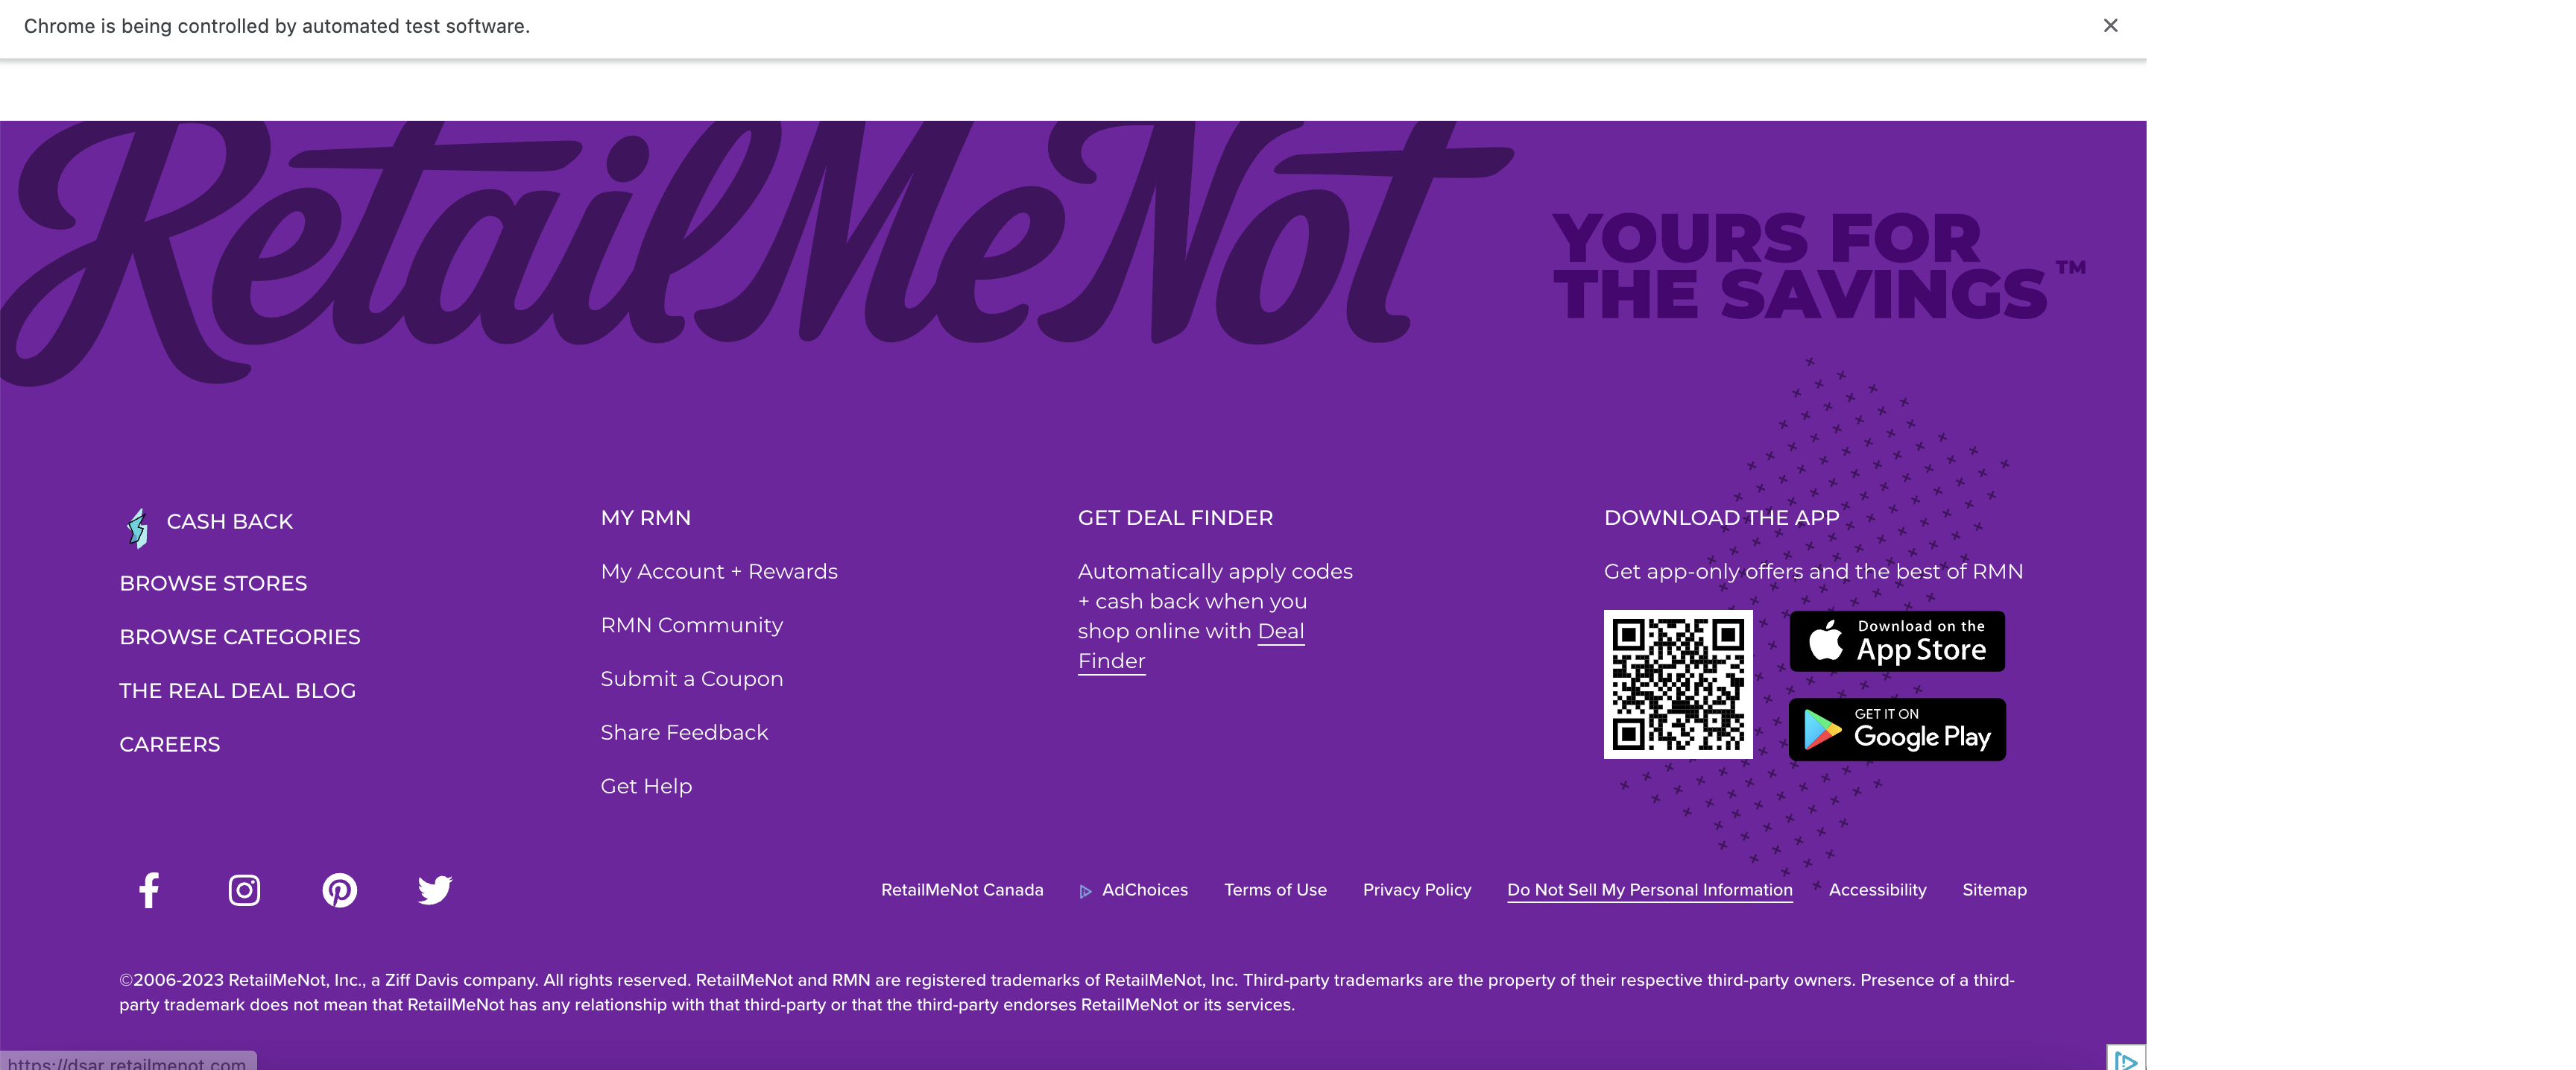 Chrome is being controlled by automated test software.
RetailMeNot
YOURS FOR
THE SAVINGS™
CASH BACK
BROWSE STORES
BROWSE CATEGORIES
THE REAL DEAL BLOG
CAREERS
MY RMN
My Account + Rewards
RMN Community
Submit a Coupon
Share Feedback
Get Help
GET DEAL FINDER
Automatically apply codes
+ cash back when you
shop online with Deal
Finder
DOWNLOAD THE APP
Get app-only offers and the best of RMN
Download on the
App Store
GET IT ON
Google Play
RetailMeNot Canada AdChoices Terms of Use Privacy Policy Do Not Sell My Personal Information Accessibility Sitemap
©2006-2023 RetailMeNot, Inc., a Ziff Davis company. All rights reserved. RetailMeNot and RMN are registered trademarks of RetailMeNot, Inc. Third-party trademarks are the property of their respective third-party owners. Presence of a third-
party trademark does not mean that RetailMeNot has any relationship with that third-party or that the third-party endorses RetailMeNot or its services.
https://dsar.retailmenot.com